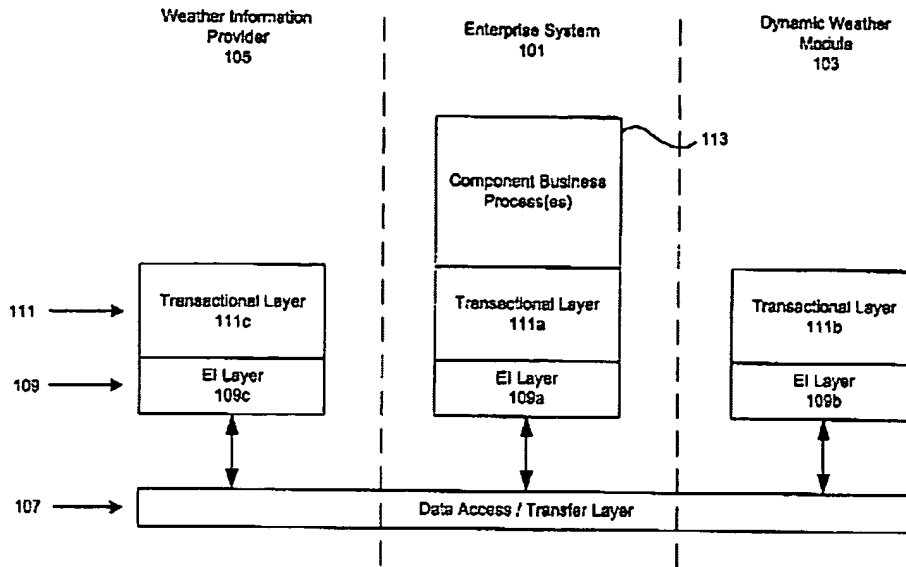 Weather Information
Provider
105
Enterprise System
101
Dynamic Weather
Module
103
113
Component Business
Process(es)
111
Transactional Layer
111c
Transactional Layer
111a
Transactional Layer
111b
109
EI Layer
109c
EI Layer
109a
EI Layer
109b
107
Data Access / Transfer Layer